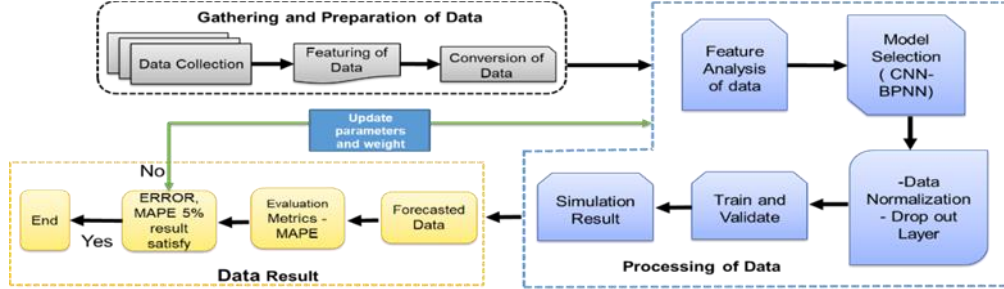 Gathering and Preparation of Data
Data Collection
Featuring of
Data
Conversion of
Data
Feature
Analysis
of data
Model
Selection
( CNN-
BPNN)
Update
parameters
and weight
No
End
Yes
ERROR,
MAPE 5%
result
satisfy
Evaluation
Metrics -
MAPE
Forecasted
Data
Simulation
Result
Train and
Validate
-Data
Normalization
- Drop out
Layer
Data Result
Processing of Data